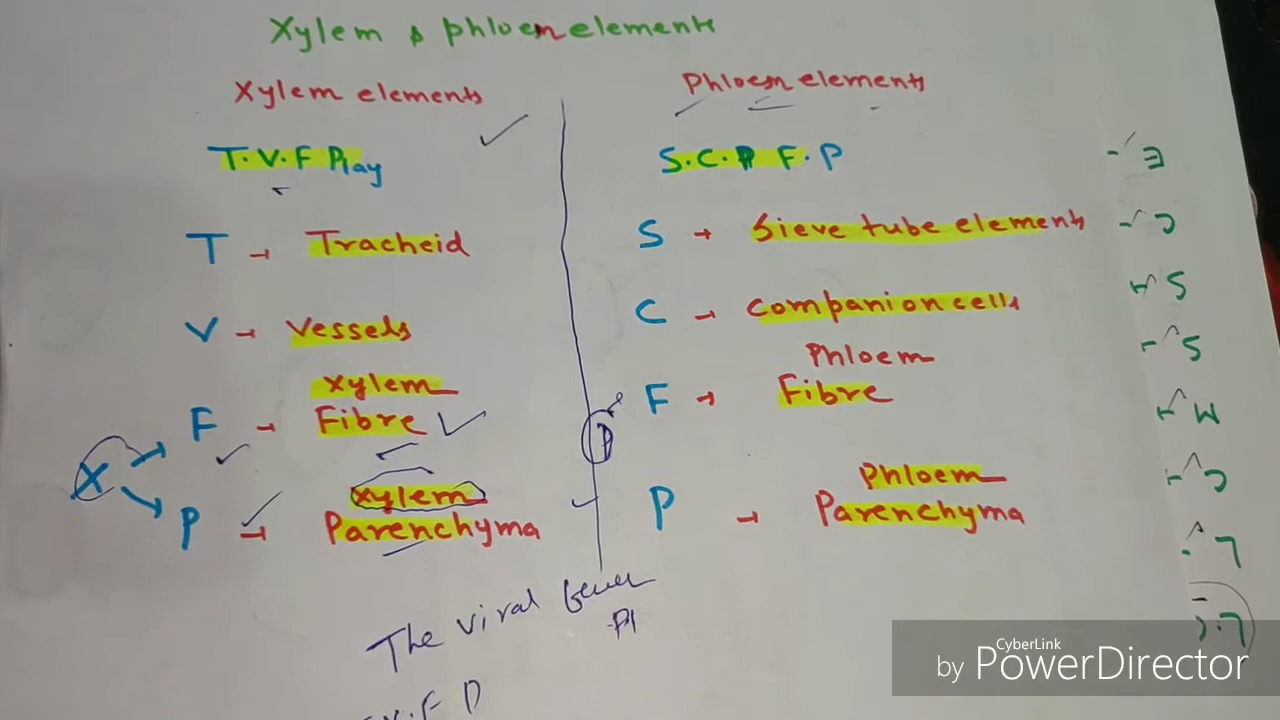 Xylem & phloem elements
Xylem elements
T.V.F Play
T → Tracheid
V → Vessels
F → Xylem Fibre
X
P → Xylem Parenchyma
Phloem elements
S.C. F.P
S → Sieve tube elements
C → Companion cells
F → Phloem Fibre
P
P → Phloem Parenchyma
The viral
CyberLink
by PowerDirector